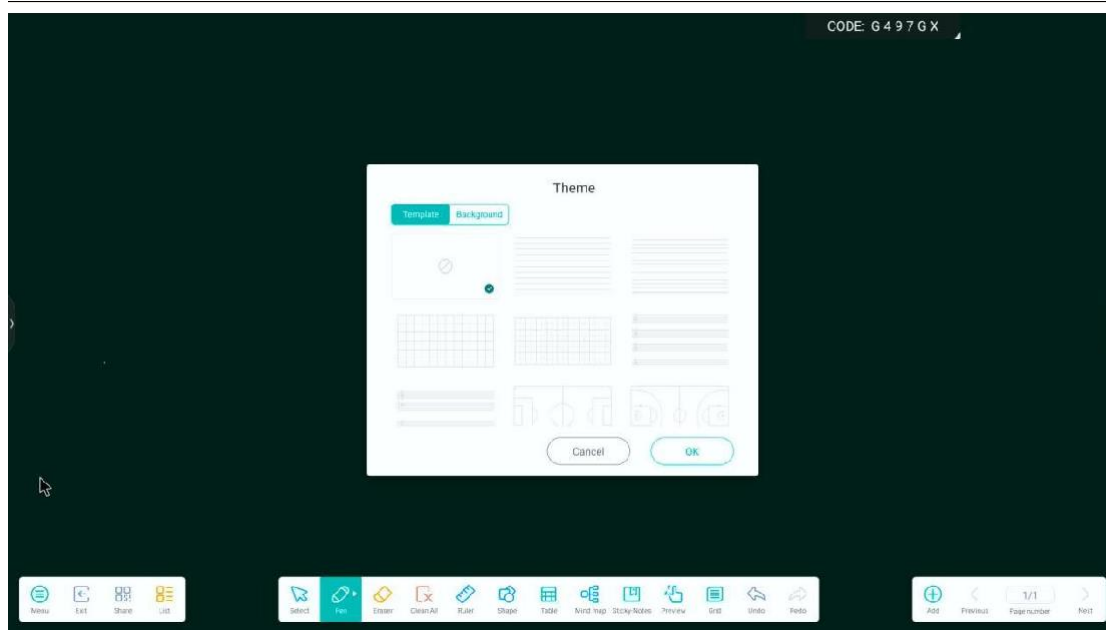 CODE: G 4 9 7 G X
Theme
Template Background
Cancel OK
Menu Exit Share List Select Pen Eraser Clean All Ruler Shape Table Mind map Sticky-Notes Preview Grid Undo Redo Add Previous 1/1 Page number Next